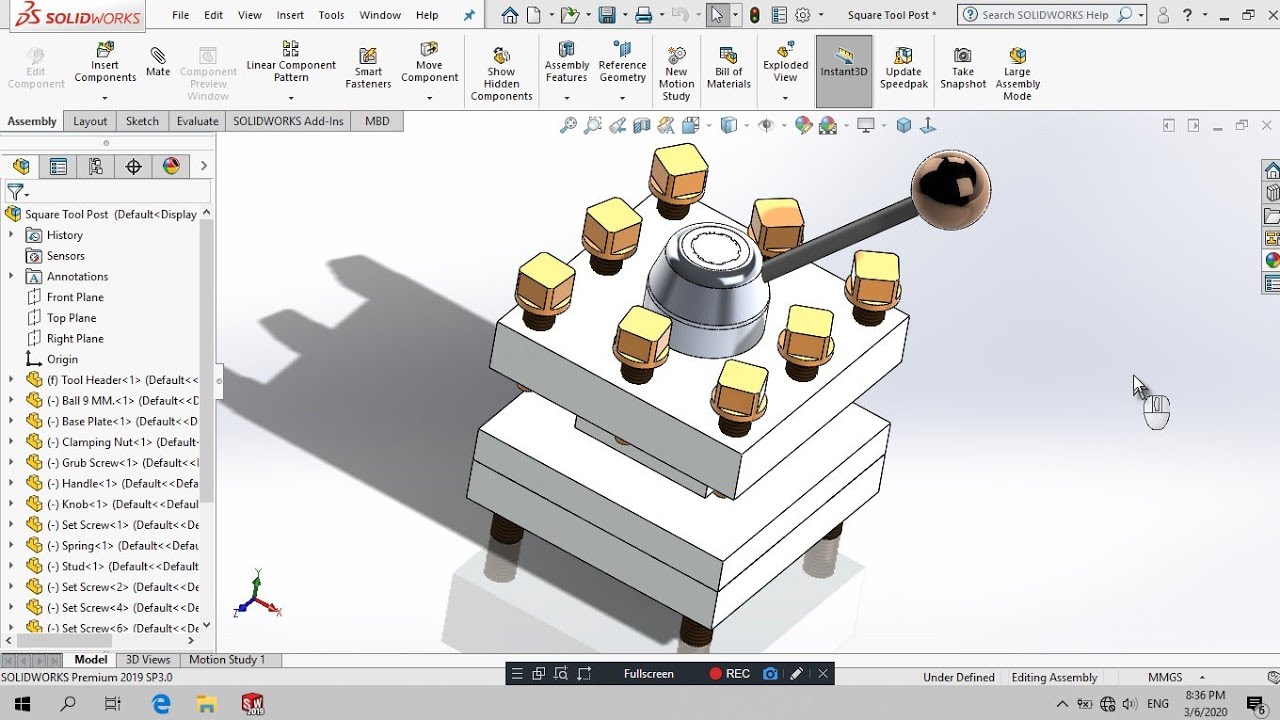 SOLIDWORKS
File Edit View Insert Tools Window Help
Square Tool Post *
Search SOLIDWORKS Help
Edit Component
Insert Components
Mate
Component Preview Window
Linear Component Pattern
Smart Fasteners
Move Component
Show Hidden Components
Assembly Features
Reference Geometry
New Motion Study
Bill of Materials
Exploded View
Instant3D
Update Speedpak
Take Snapshot
Large Assembly Mode
Assembly Layout Sketch Evaluate SOLIDWORKS Add-Ins MBD
Square Tool Post (Default<Display
History
Sensors
Annotations
Front Plane
Top Plane
Right Plane
Origin
(f) Tool Header<1> (Default<<
(-) Ball 9 MM.<1> (Default<<D
(-) Base Plate<1> (Default<<D
(-) Clamping Nut<1> (Default
(-) Grub Screw<1> (Default<<
(-) Handle<1> (Default<<Defa
(-) Knob<1> (Default<<Defaul
(-) Set Screw<1> (Default<<De
(-) Spring<1> (Default<<Defau
(-) Stud<1> (Default<<Default
(-) Set Screw<2> (Default<<De
(-) Set Screw<4> (Default<<De
(-) Set Screw<6> (Default<<De
Y
Z
X
Model 3D Views Motion Study 1
Fullscreen REC
SOLIDWORKS Premium 2019 SP3.0
Under Defined Editing Assembly MMGS
SW
2019
ENG
8:36 PM
3/6/2020
6